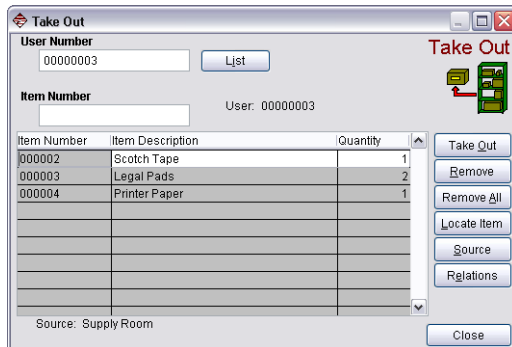 Take Out
User Number
Take Out
00000003
List
Item Number
User: 00000003
Item Number Item Description Quantity
Take Out
000002 Scotch Tape 1
000003 Legal Pads 2
Remove
000004 Printer Paper 1
Remove All
Locate Item
Source
Relations
Source: Supply Room
Close